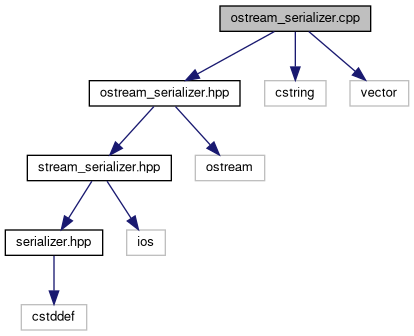 ostream_serializer.cpp
ostream_serializer.hpp
cstring
vector
stream_serializer.hpp
ostream
serializer.hpp
ios
cstddef